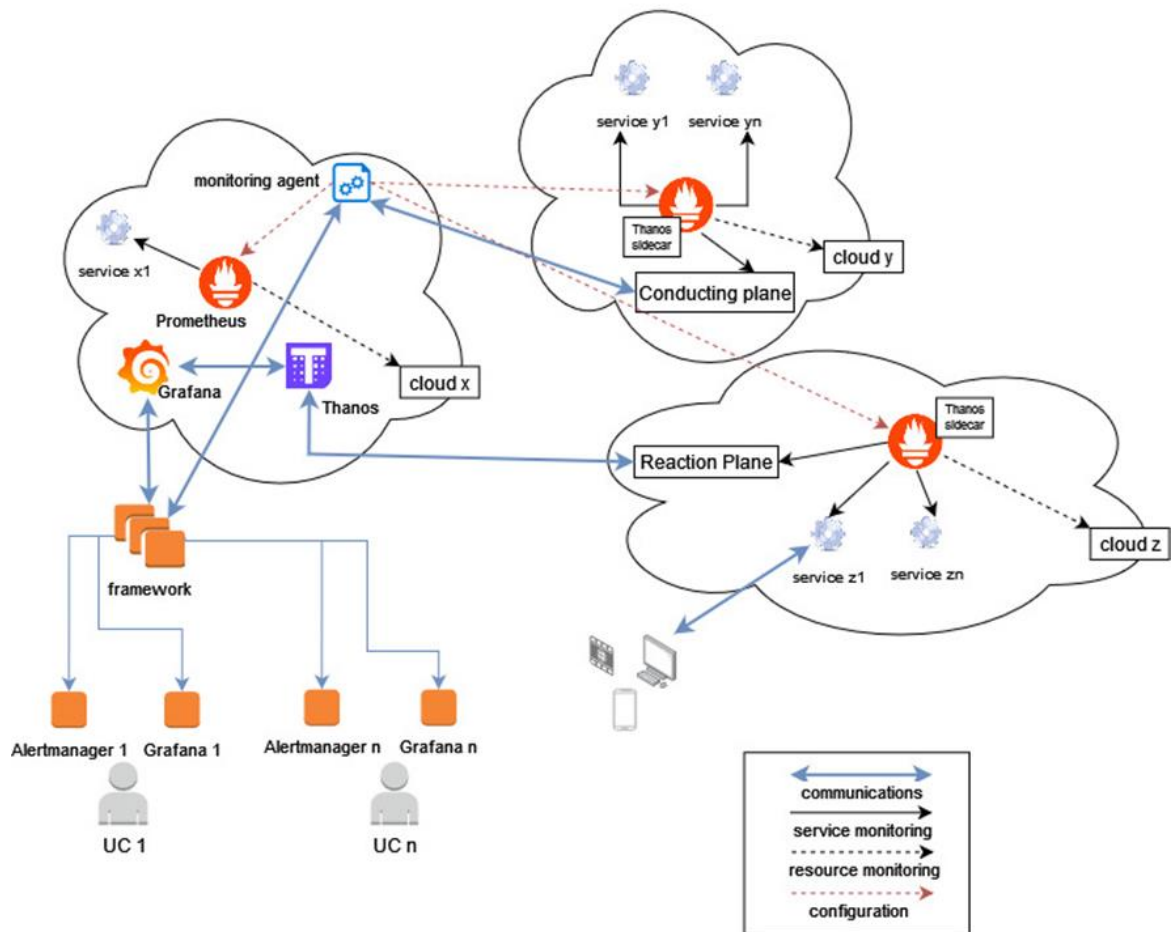 service y1
service yn
monitoring agent
Thanos
sidecar
service x1
cloud y
Conducting plane
Prometheus
Grafana
cloud x
Thanos
Thanos
sidecar
Reaction Plane
cloud z
framework
service z1
service zn
Alertmanager 1
Grafana 1
Alertmanager n
Grafana n
UC 1
UC n
communications
service monitoring
resource monitoring
configuration